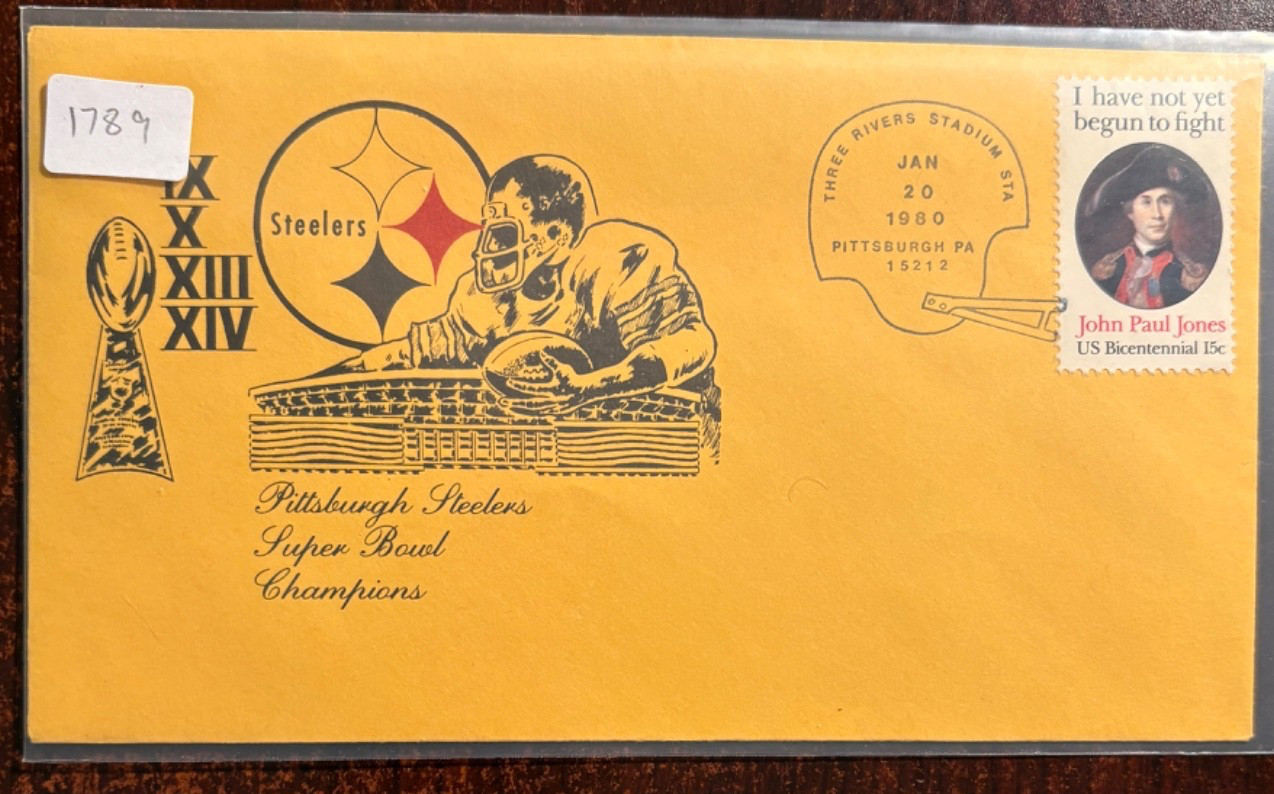 1789
IX
X
XIII
XIV
Steelers
Pittsburgh Steelers
Super Bowl
Champions
THREE RIVERS STADIUM STA
JAN
20
1980
PITTSBURGH PA
15212
I have not yet
begun to fight
John Paul Jones
US Bicentennial 15c